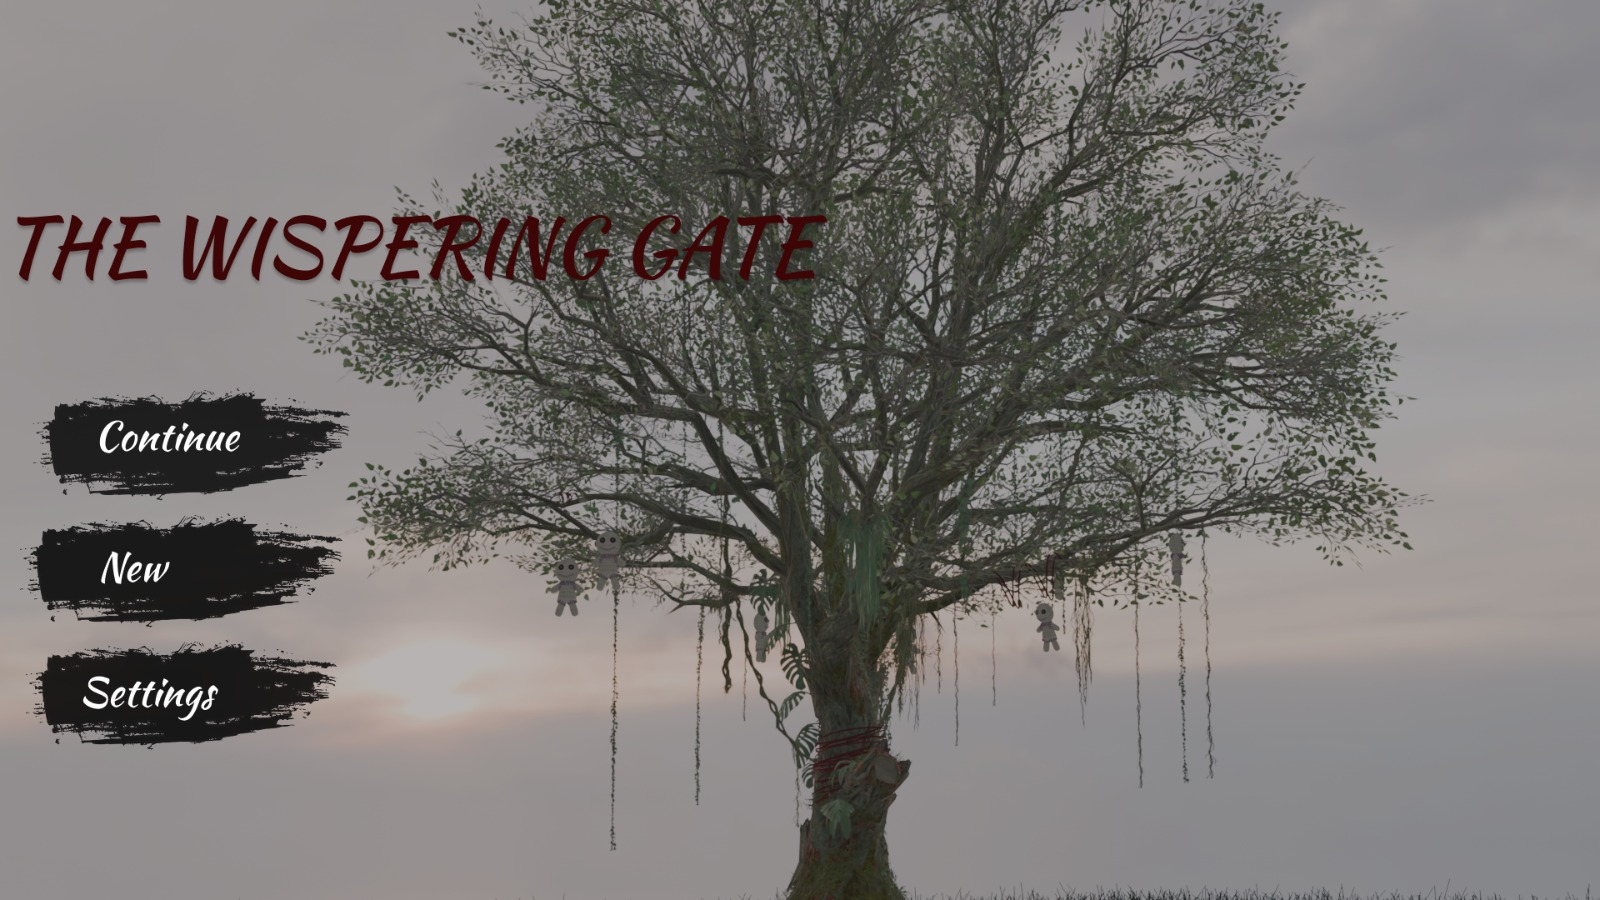 THE WISPERING GATE
Continue
New
Settings